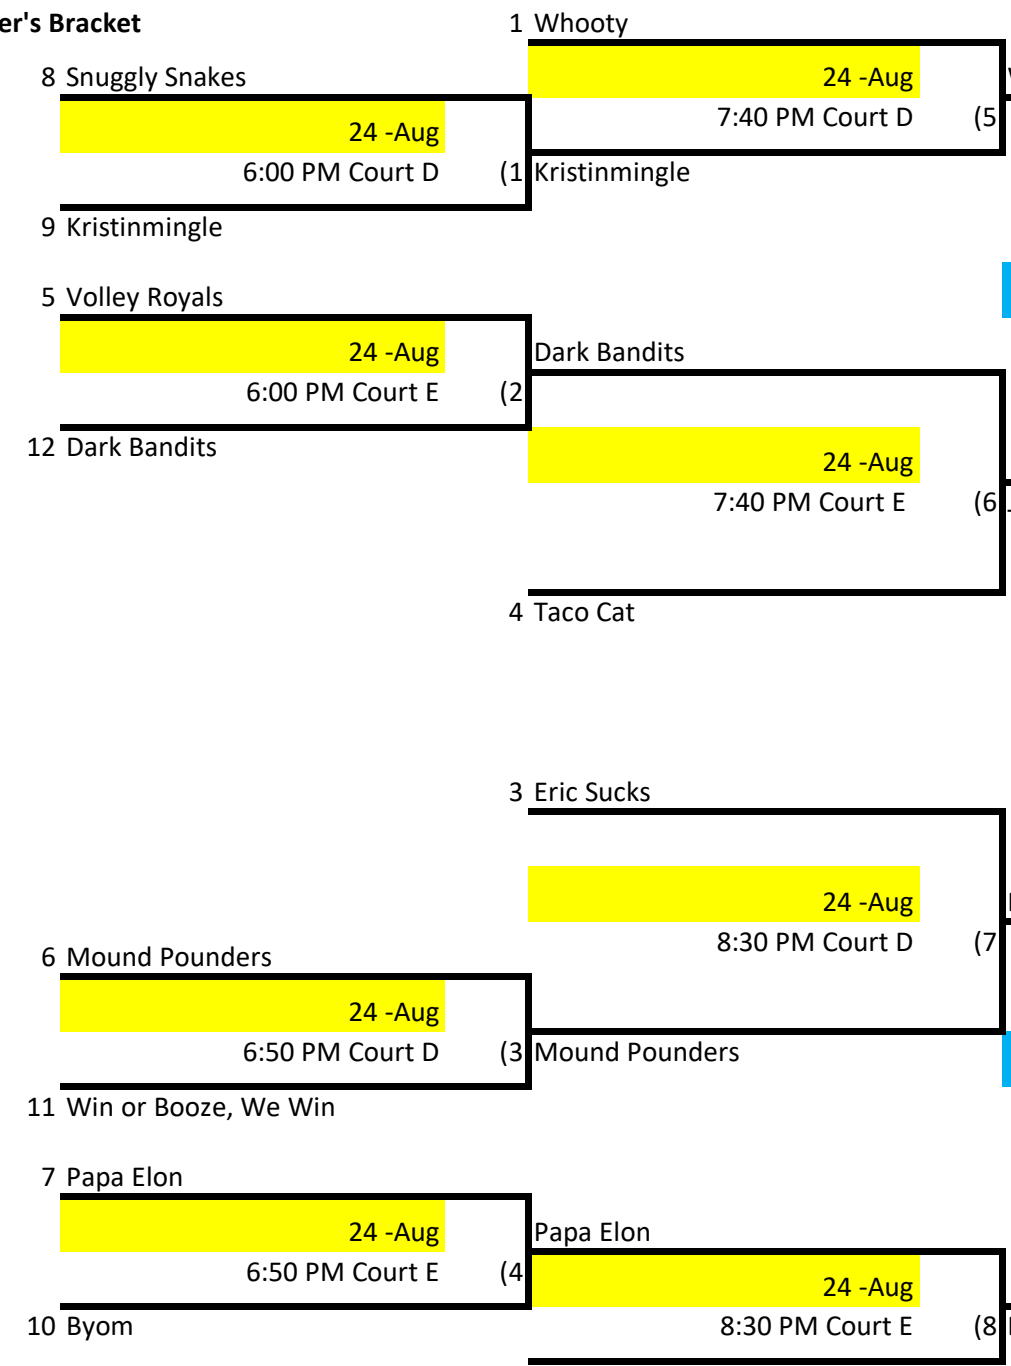 er's Bracket
1 Whooty
8 Snuggly Snakes
24 -Aug
24 -Aug
7:40 PM Court D (5
6:00 PM Court D (1
Kristinmingle
9 Kristinmingle
5 Volley Royals
24 -Aug
Dark Bandits
6:00 PM Court E (2
12 Dark Bandits
24 -Aug
7:40 PM Court E (6
4 Taco Cat
3 Eric Sucks
24 -Aug
8:30 PM Court D (7
6 Mound Pounders
24 -Aug
6:50 PM Court D (3
Mound Pounders
11 Win or Booze, We Win
7 Papa Elon
24 -Aug
Papa Elon
6:50 PM Court E (4
24 -Aug
10 Byom
8:30 PM Court E (8